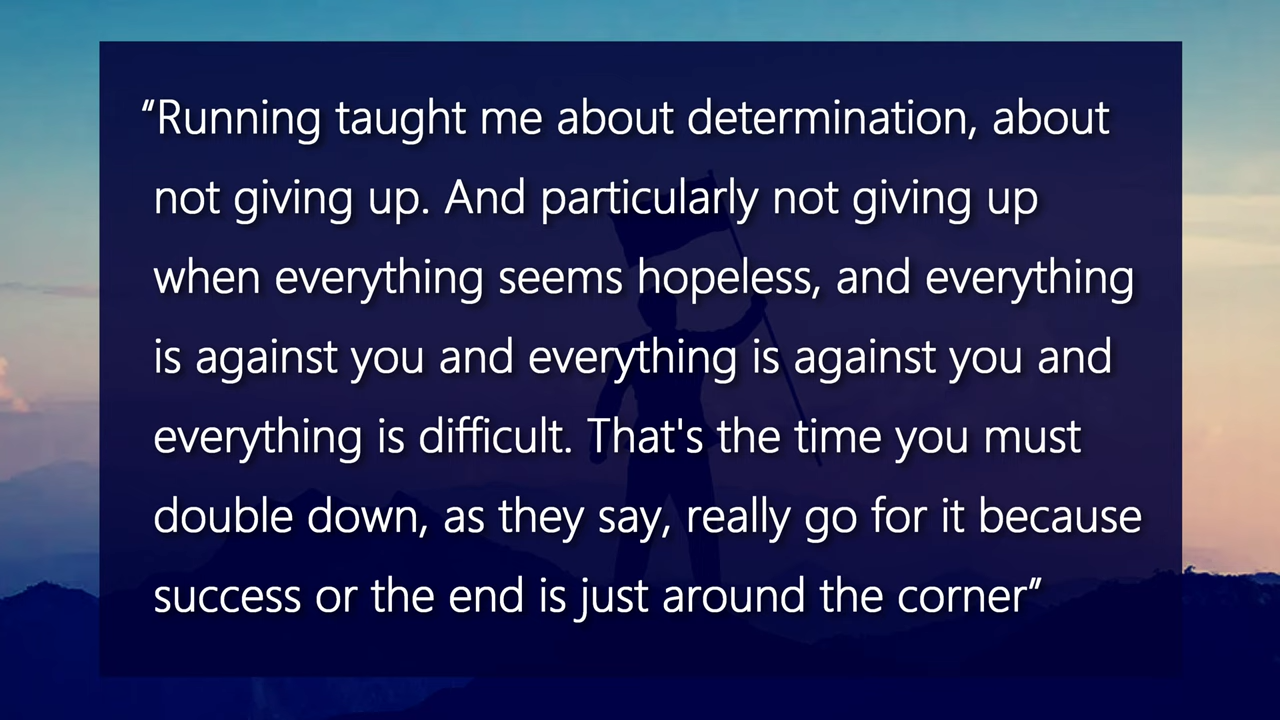 “Running taught me about determination, about
not giving up. And particularly not giving up
when everything seems hopeless, and everything
is against you and everything is against you and
everything is difficult. That's the time you must
double down, as they say, really go for it because
success or the end is just around the corner”